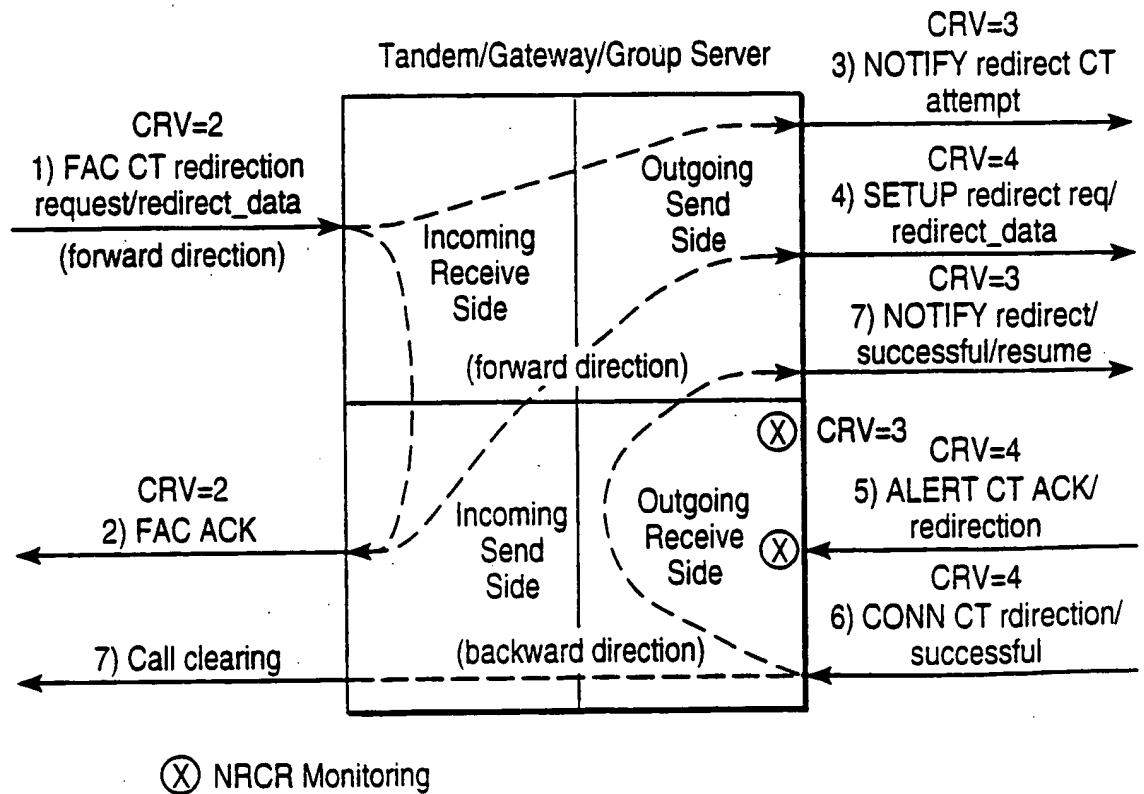 Tandem/Gateway/Group Server
CRV=2
1) FAC CT redirection
request/redirect_data
(forward direction)
CRV=2
2) FAC ACK
7) Call clearing
Incoming
Receive
Side
Outgoing
Send
Side
(forward direction)
Incoming
Send
Side
Outgoing
Receive
Side
(backward direction)
CRV=3
3) NOTIFY redirect CT
attempt
CRV=4
4) SETUP redirect req/
redirect_data
CRV=3
7) NOTIFY redirect/
successful/resume
X CRV=3
CRV=4
5) ALERT CT ACK/
redirection
X
CRV=4
6) CONN CT rdirection/
successful
X NRCR Monitoring